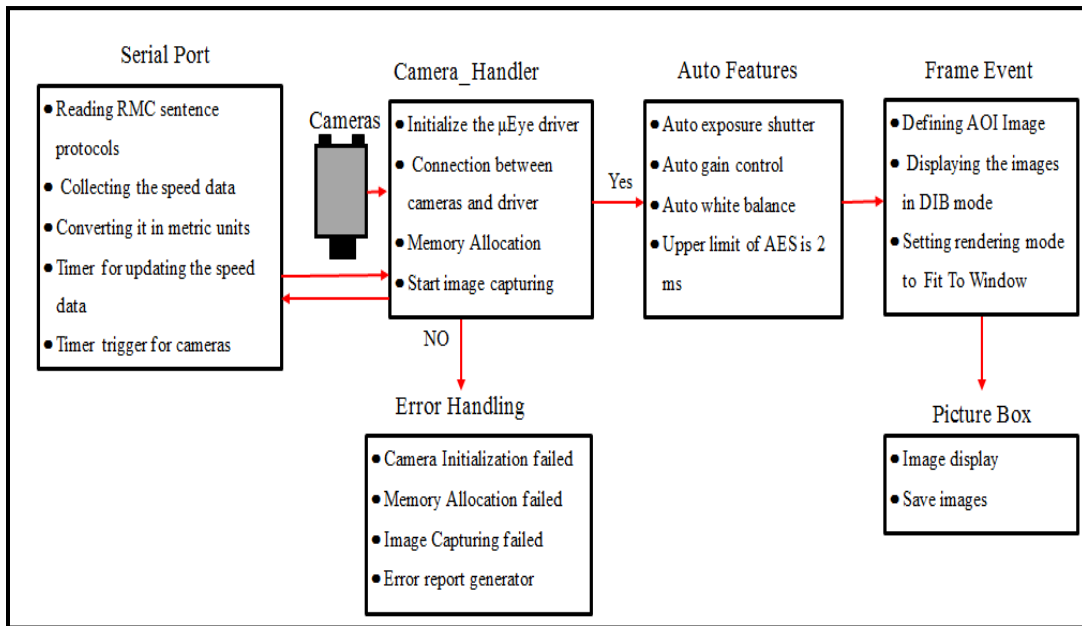 Serial Port
● Reading RMC sentence
protocols
● Collecting the speed data
● Converting it in metric units
● Timer for updating the speed
data
● Timer trigger for cameras
Cameras
Camera_Handler
● Initialize the µEye driver
● Connection between
cameras and driver
● Memory Allocation
● Start image capturing
Yes
NO
Auto Features
● Auto exposure shutter
● Auto gain control
● Auto white balance
● Upper limit of AES is 2
ms
Frame Event
● Defining AOI Image
● Displaying the images
in DIB mode
● Setting rendering mode
to Fit To Window
Error Handling
● Camera Initialization failed
● Memory Allocation failed
● Image Capturing failed
● Error report generator
Picture Box
● Image display
● Save images